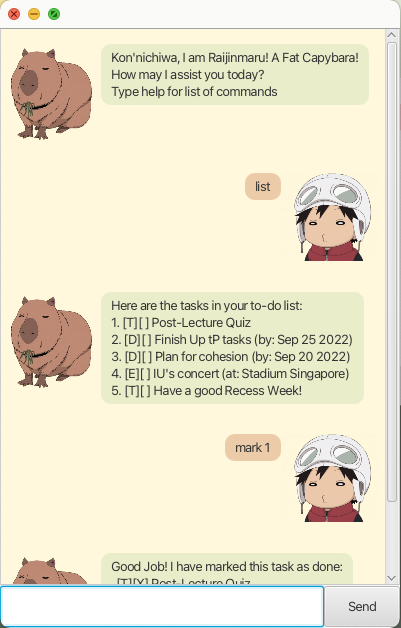 Kon'nichiwa, I am Raijinmaru! A Fat Capybara!
How may I assist you today?
Type help for list of commands
list
Here are the tasks in your to-do list:
1. [T][ ] Post-Lecture Quiz
2. [D][ ] Finish Up tP tasks (by: Sep 25 2022)
3. [D][ ] Plan for cohesion (by: Sep 20 2022)
4. [E][ ] IU's concert (at: Stadium Singapore)
5. [T][ ] Have a good Recess Week!
mark 1
Good Job! I have marked this task as done:
[T][X] Post-Lecture Quiz
Send